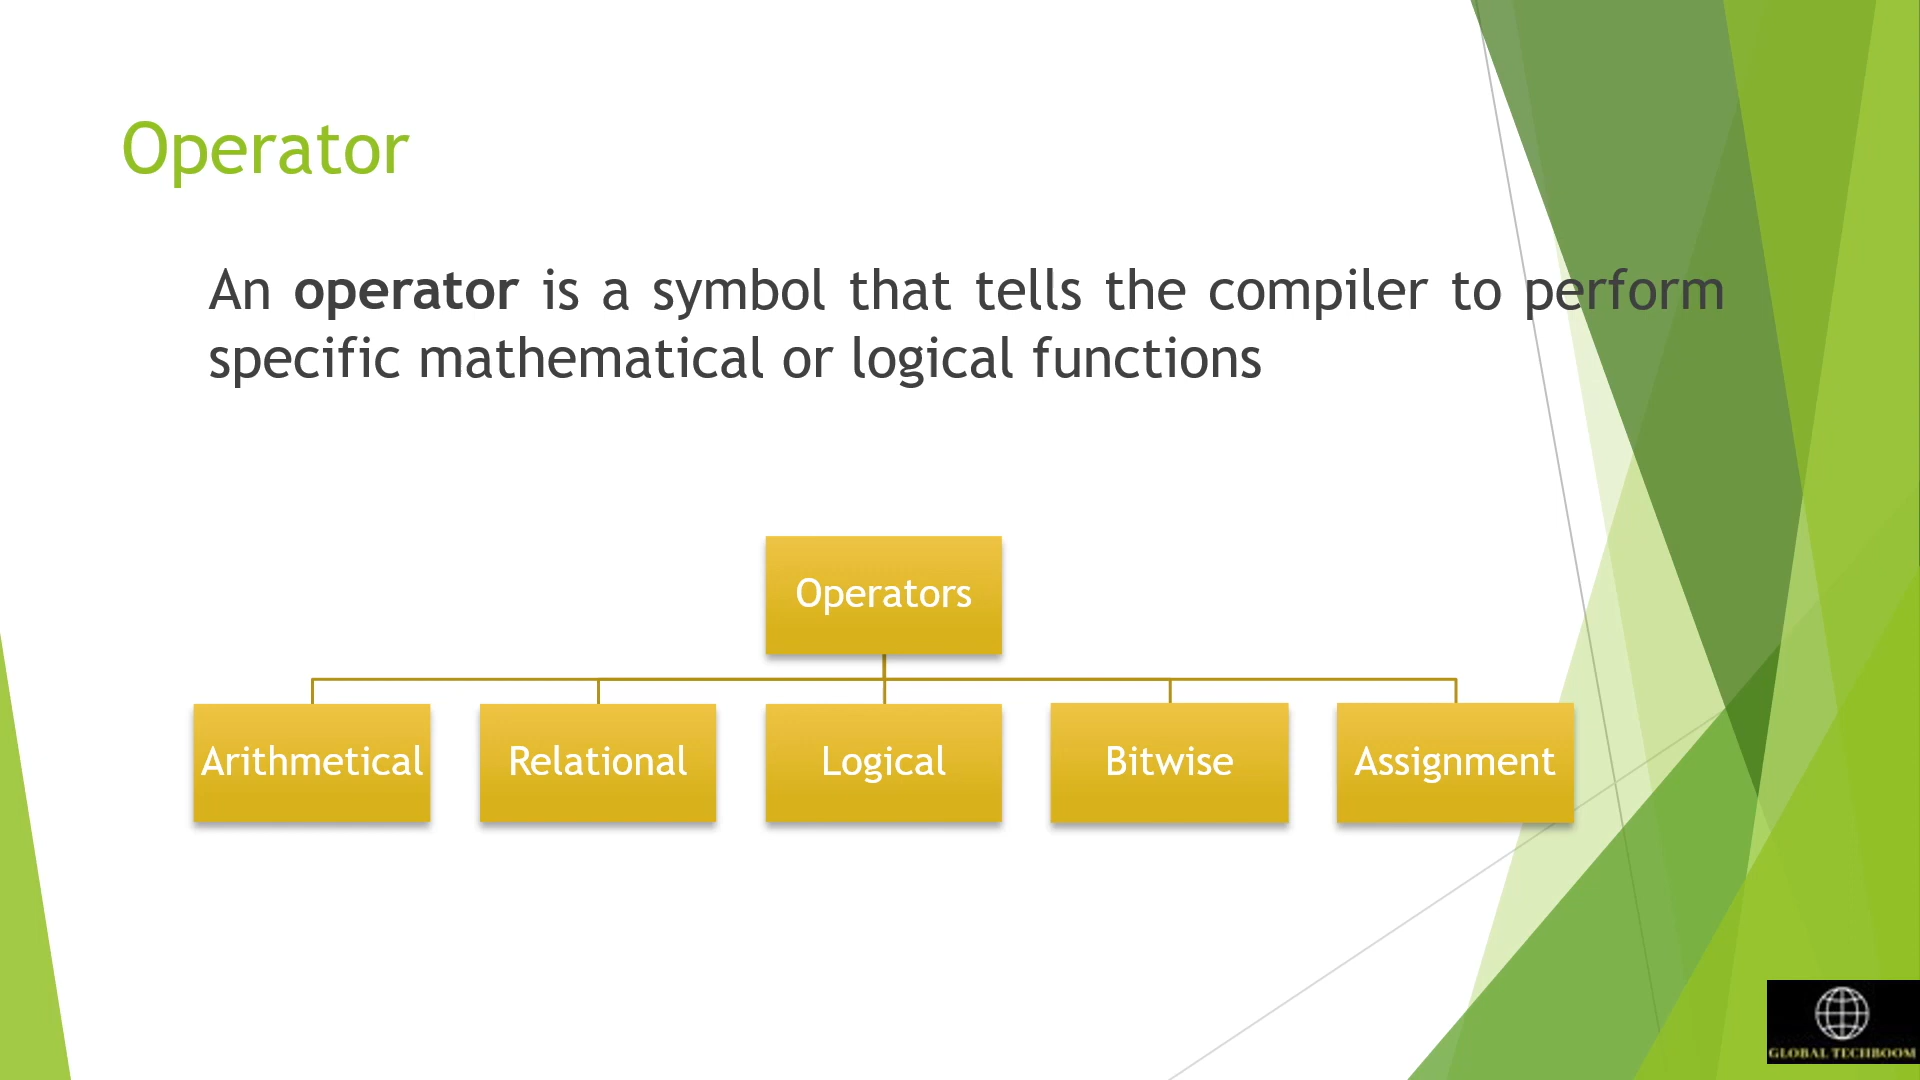 Operator
An operator is a symbol that tells the compiler to perform
specific mathematical or logical functions
Operators
Arithmetical
Relational
Logical
Bitwise
Assignment
GLOBAL TECHBOOM